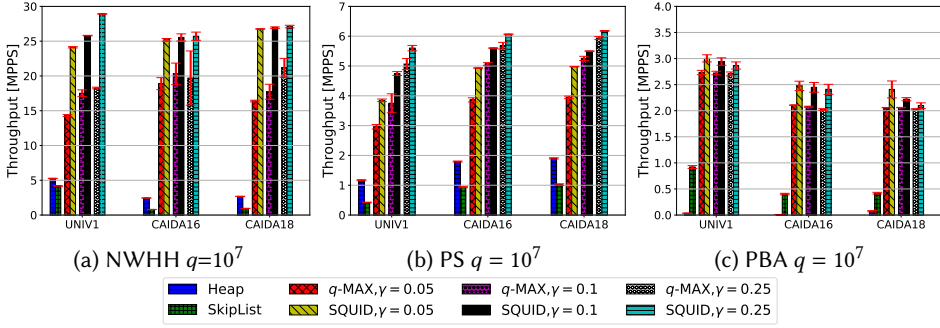 Throughput [MPPS]
30
25
20
15
10
5
0
UNIV1 CAIDA16 CAIDA18
(a) NWHH q=10^7
Throughput [MPPS]
7
6
5
4
3
2
1
0
UNIV1 CAIDA16 CAIDA18
(b) PS q = 10^7
Throughput [MPPS]
4.0
3.5
3.0
2.5
2.0
1.5
1.0
0.5
0.0
UNIV1 CAIDA16 CAIDA18
(c) PBA q = 10^7
Heap q-MAX,γ = 0.05 q-MAX,γ = 0.1 q-MAX,γ = 0.25
SkipList SQUID,γ = 0.05 SQUID,γ = 0.1 SQUID,γ = 0.25